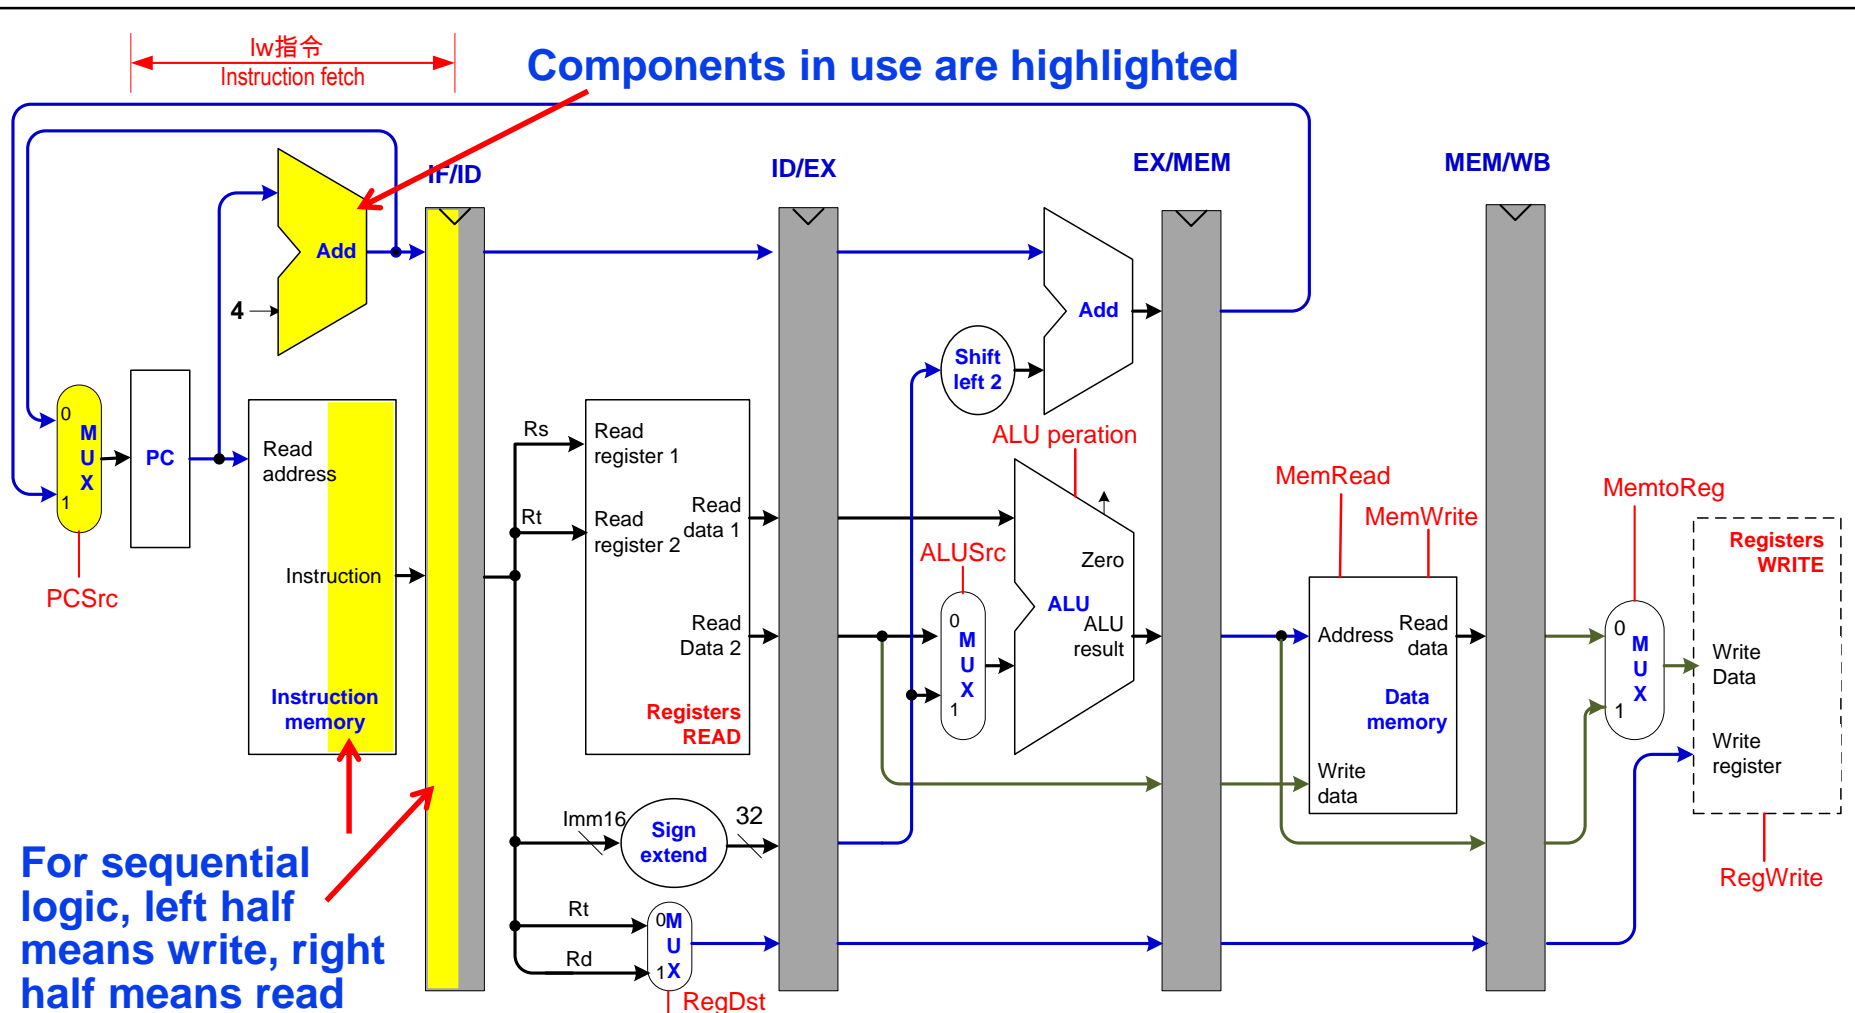 lw指令
Instruction fetch
Components in use are highlighted
IF/ID
ID/EX
EX/MEM
MEM/WB
Add
4
Add
Shift
left 2
0
M
U
X
1
PCSrc
PC
Read
address
Instruction
Instruction
memory
Rs
Rt
Read
register 1
Read
register 2
Read
data 1
Read
Data 2
Registers
READ
Imm16
Sign
extend
32
Rt
Rd
0M
U
1X
RegDst
ALU peration
ALUSrc
0
M
U
X
1
Zero
ALU
ALU
result
MemRead
MemWrite
Address
Read
data
Data
memory
Write
data
MemtoReg
0
M
U
X
1
Registers
WRITE
Write
Data
Write
register
RegWrite
For sequential
logic, left half
means write, right
half means read